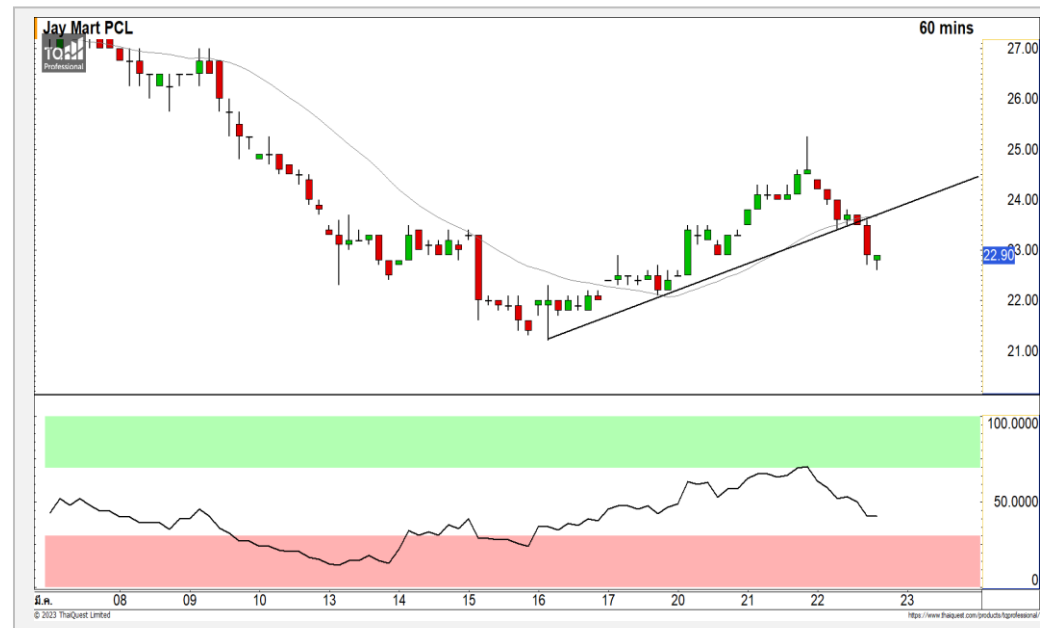 Jay Mart PCL
60 mins
TQ
Professional
27.00
26.00
25.00
24.00
23.00
22.90
22.00
21.00
100.0000
50.0000
0
มี.ค. 08 09 10 13 14 15 16 17 20 21 22 23
© 2023 ThaiQuest Limited
https://www.thaiquest.com/products/tqprofessional/